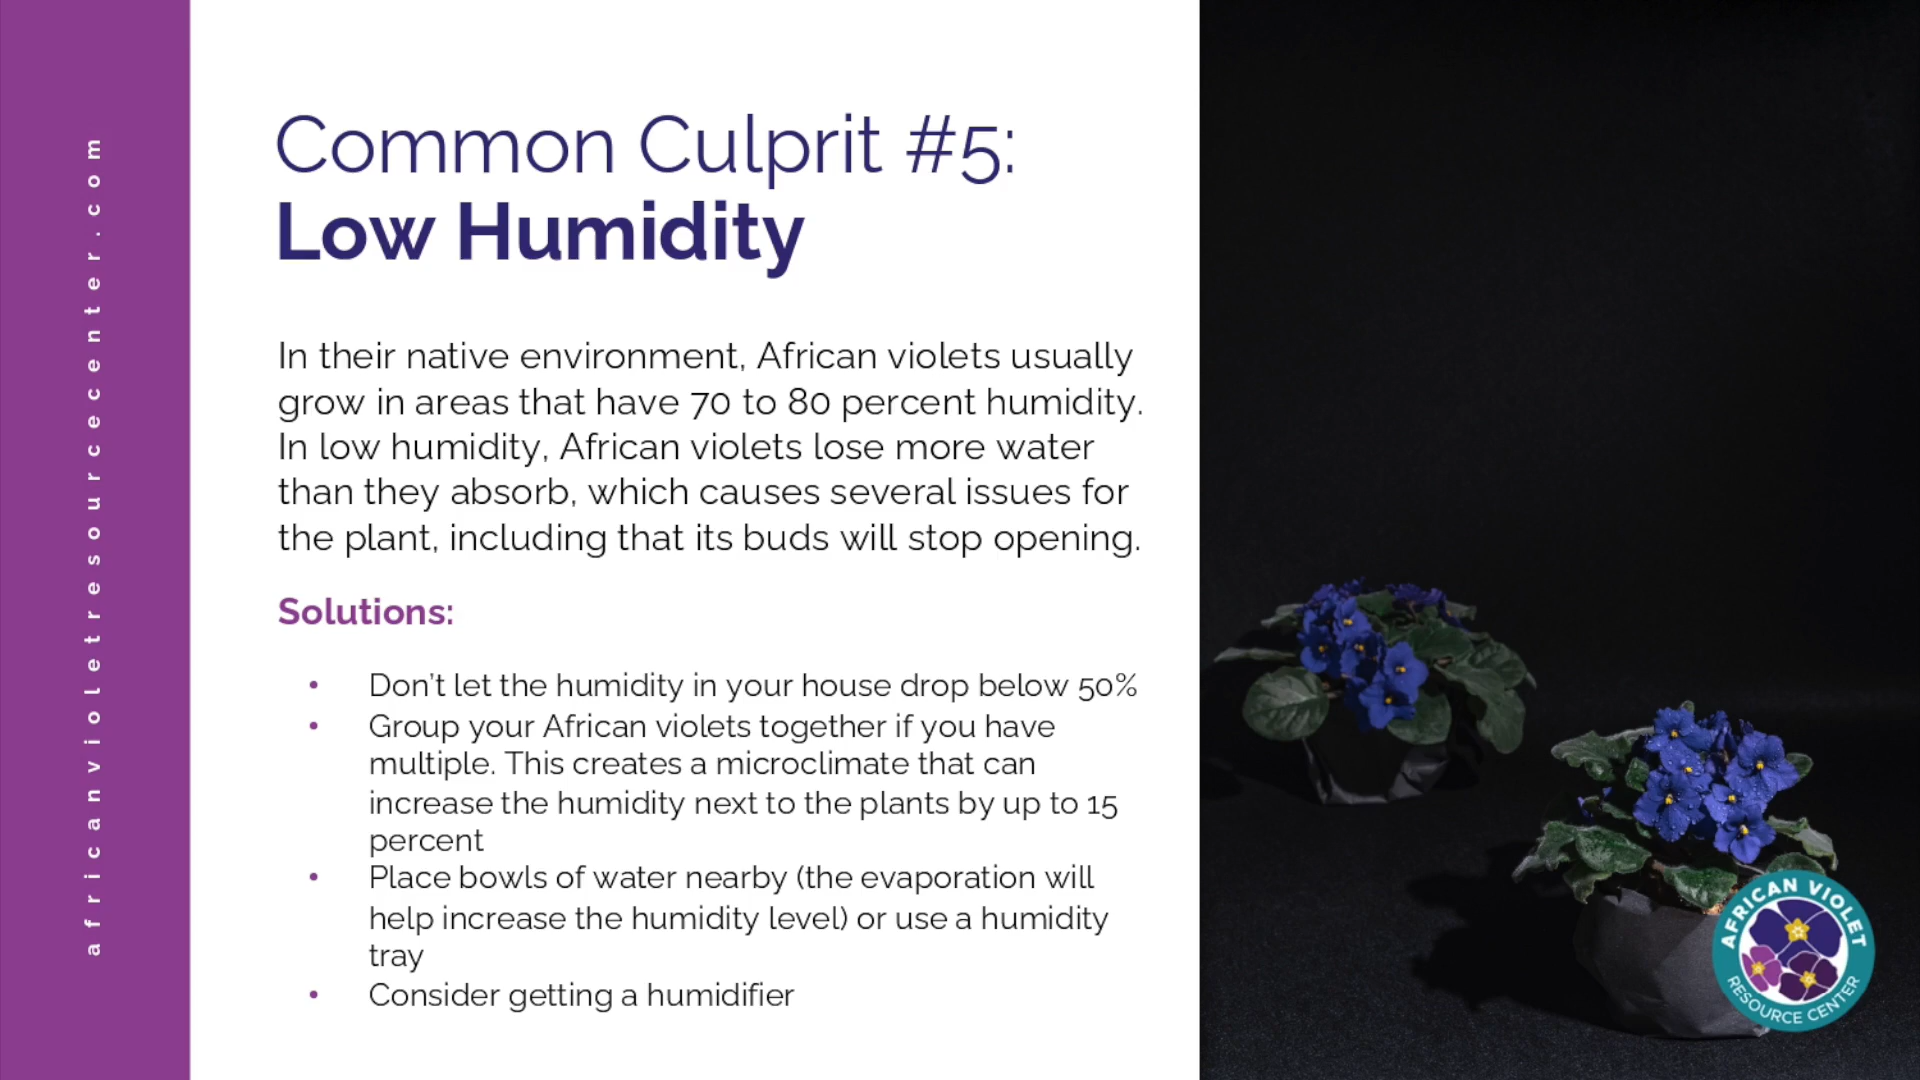 africanvioletresourcecenter.com
Common Culprit #5:
Low Humidity
In their native environment, African violets usually
grow in areas that have 70 to 80 percent humidity.
In low humidity, African violets lose more water
than they absorb, which causes several issues for
the plant, including that its buds will stop opening.
Solutions:
• Don't let the humidity in your house drop below 50%
• Group your African violets together if you have
multiple. This creates a microclimate that can
increase the humidity next to the plants by up to 15
percent
• Place bowls of water nearby (the evaporation will
help increase the humidity level) or use a humidity
tray
• Consider getting a humidifier
AFRICAN VIOLET
RESOURCE CENTER